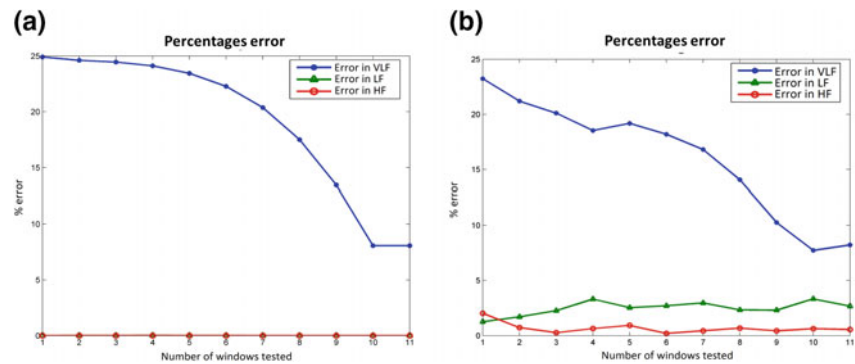 (a)
Percentages error
25
20
15
10
5
0
% error
1 2 3 4 5 6 7 8 9 10 11
Number of windows tested
Error in VLF
Error in LF
Error in HF
(b)
Percentages error
25
20
15
10
5
0
% error
1 2 3 4 5 6 7 8 9 10 11
Number of windows tested
Error in VLF
Error in LF
Error in HF